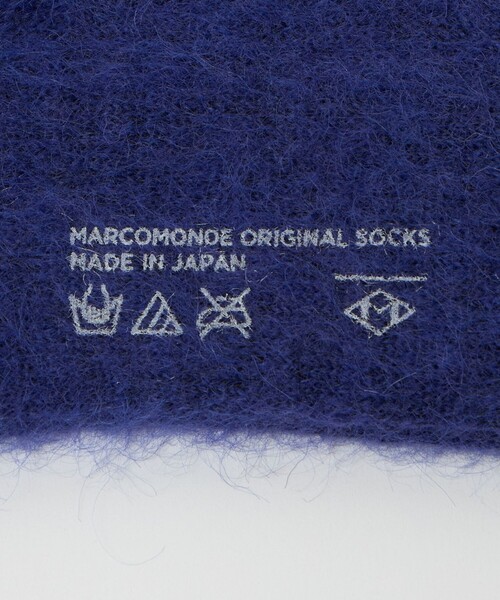 MARCOMONDE ORIGINAL SOCKS
MADE IN JAPAN
M